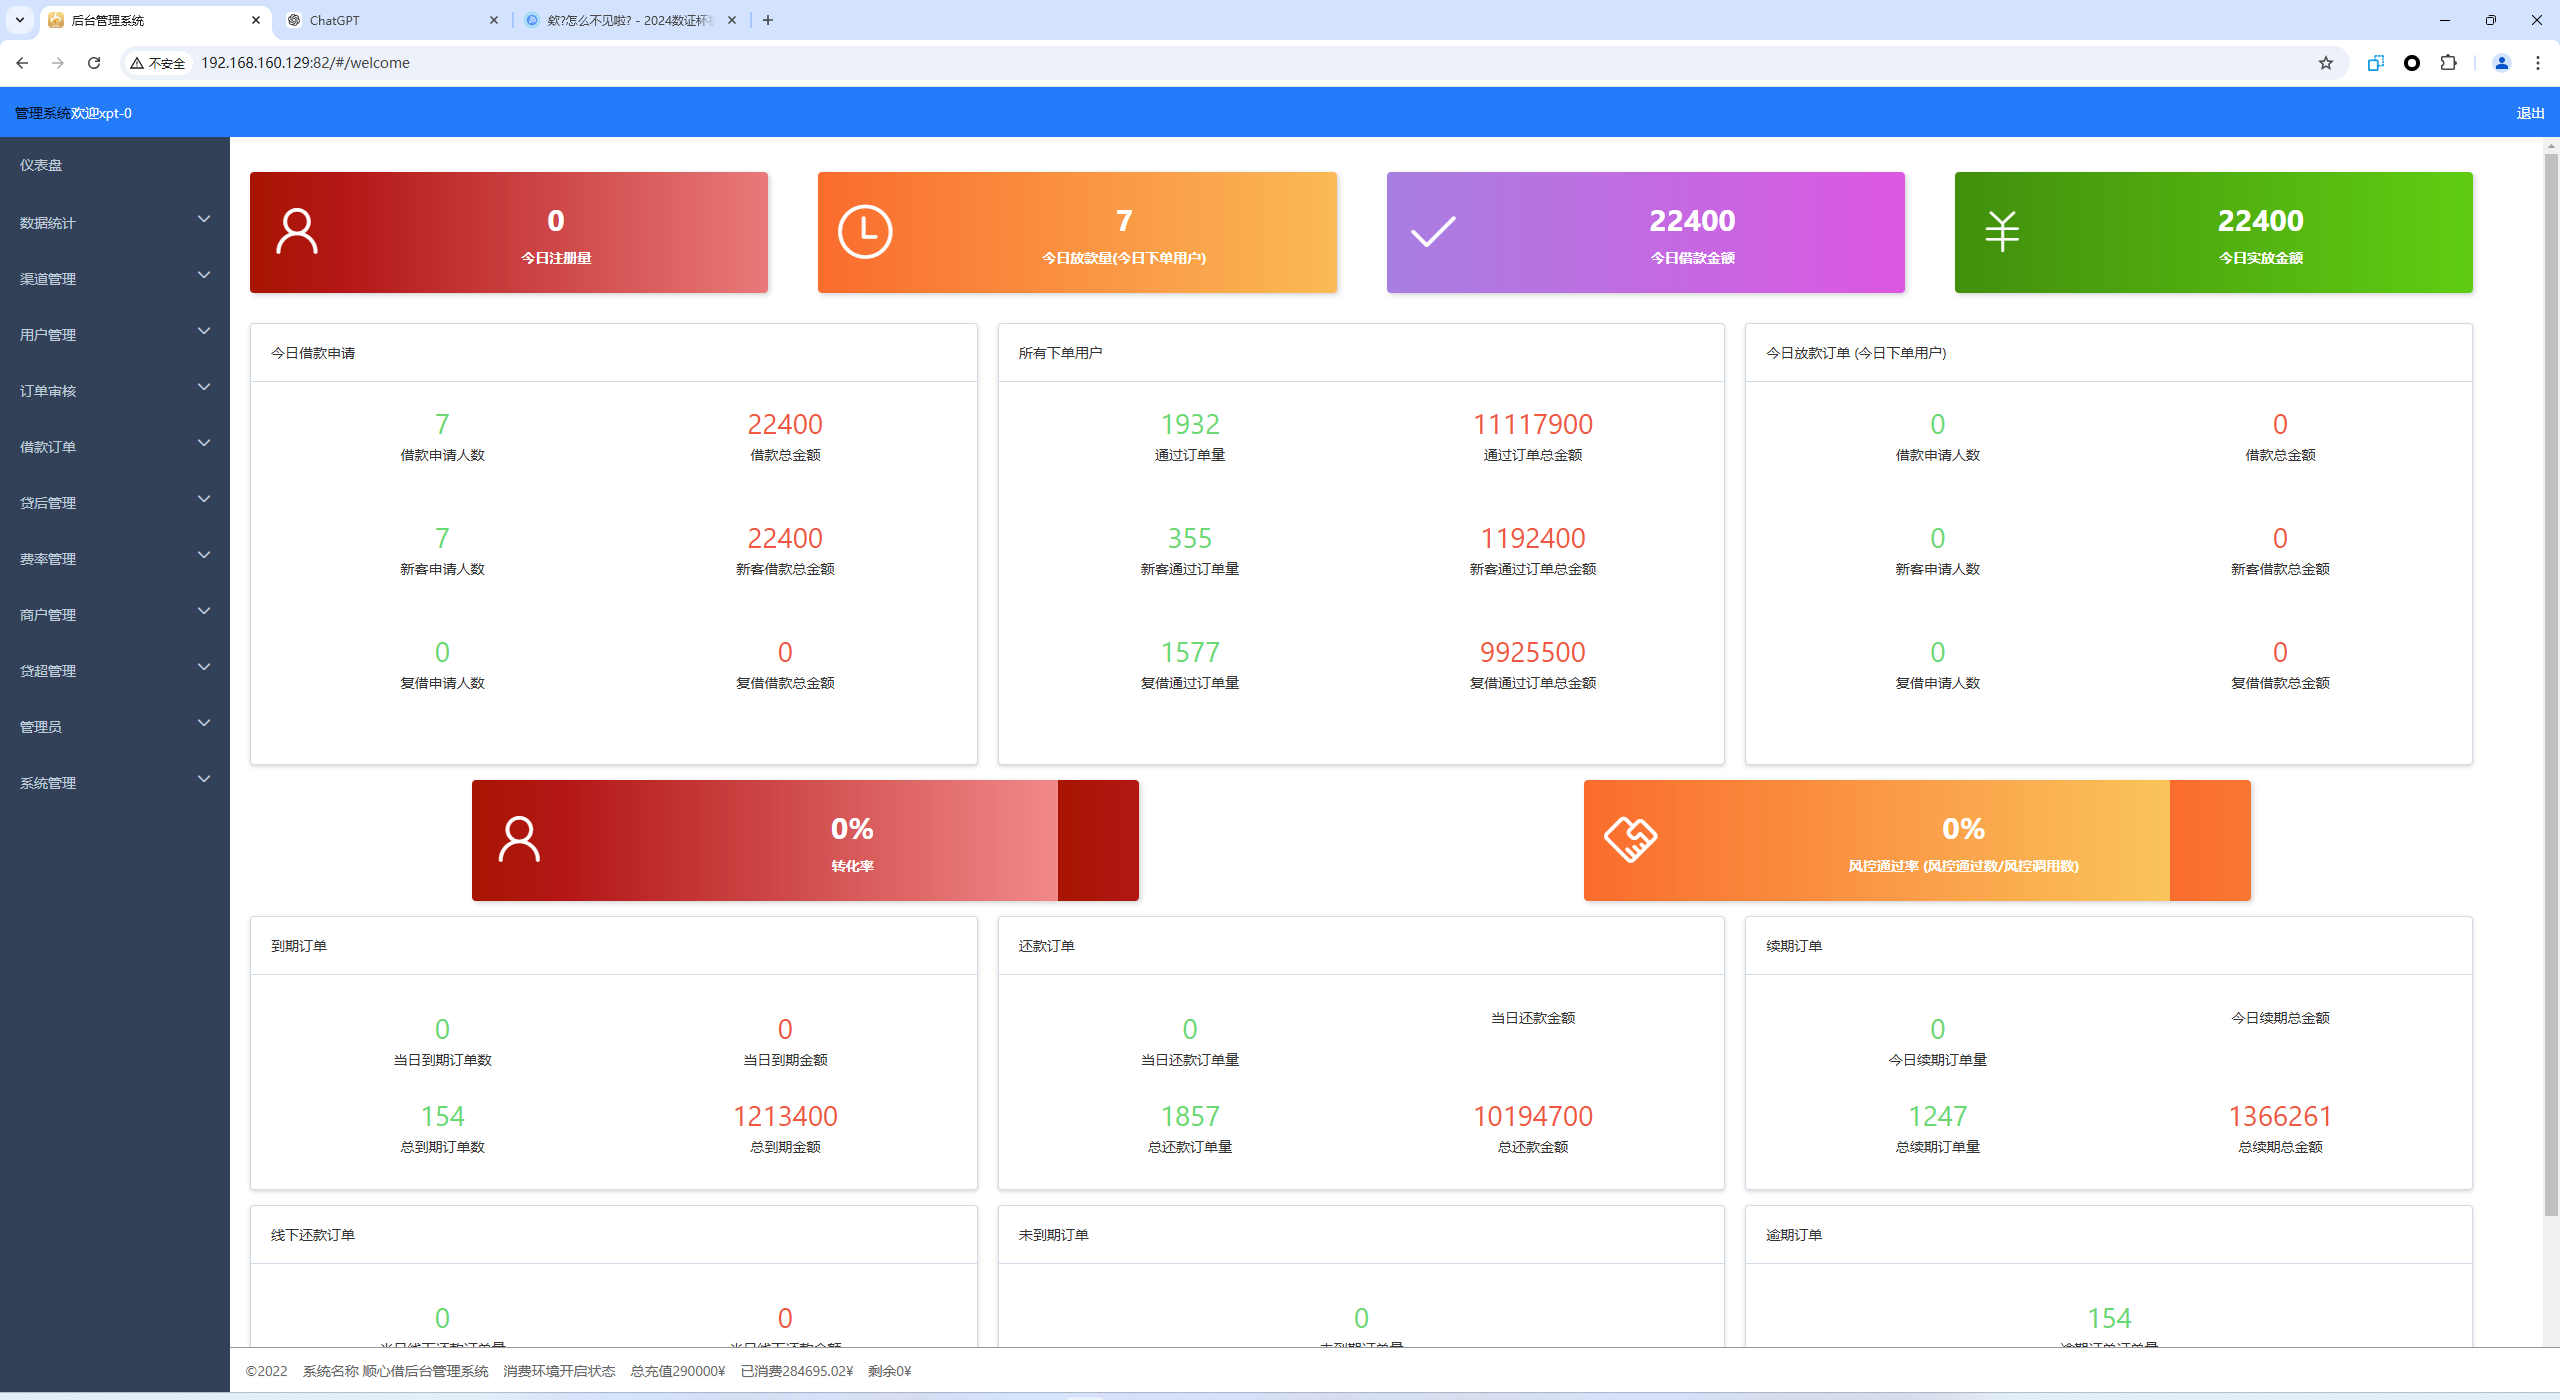 后台管理系统
ChatGPT
欸?怎么不见啦? - 2024数证杯
不安全
192.168.160.129:82/#/welcome
管理系统欢迎xpt-0
退出
仪表盘
数据统计
渠道管理
用户管理
订单审核
借款订单
贷后管理
费率管理
商户管理
贷超管理
管理员
系统管理
0
今日注册量
7
今日放款量(今日下单用户)
22400
今日借款金额
22400
今日实放金额
今日借款申请
7
借款申请人数
22400
借款总金额
7
新客申请人数
22400
新客借款总金额
0
复借申请人数
0
复借借款总金额
所有下单用户
1932
通过订单量
11117900
通过订单总金额
355
新客通过订单量
1192400
新客通过订单总金额
1577
复借通过订单量
9925500
复借通过订单总金额
今日放款订单 (今日下单用户)
0
借款申请人数
0
借款总金额
0
新客申请人数
0
新客借款总金额
0
复借申请人数
0
复借借款总金额
0%
转化率
0%
风控通过率 (风控通过数/风控调用数)
到期订单
0
当日到期订单数
0
当日到期金额
154
总到期订单数
1213400
总到期金额
还款订单
0
当日还款订单量
当日还款金额
1857
总还款订单量
10194700
总还款金额
续期订单
0
今日续期订单量
今日续期总金额
1247
总续期订单量
1366261
总续期总金额
线下还款订单
0
0
未到期订单
0
逾期订单
154
©2022 系统名称 顺心借后台管理系统 消费环境开启状态 总充值290000¥ 已消费284695.02¥ 剩余0¥